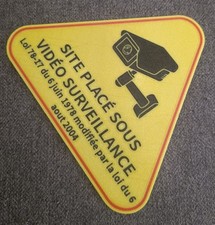 SITE PLACÉ SOUS
VIDÉO SURVEILLANCE
Loi 78-17 du 6 juin 1978 modifiée par la loi du 6
aout 2004